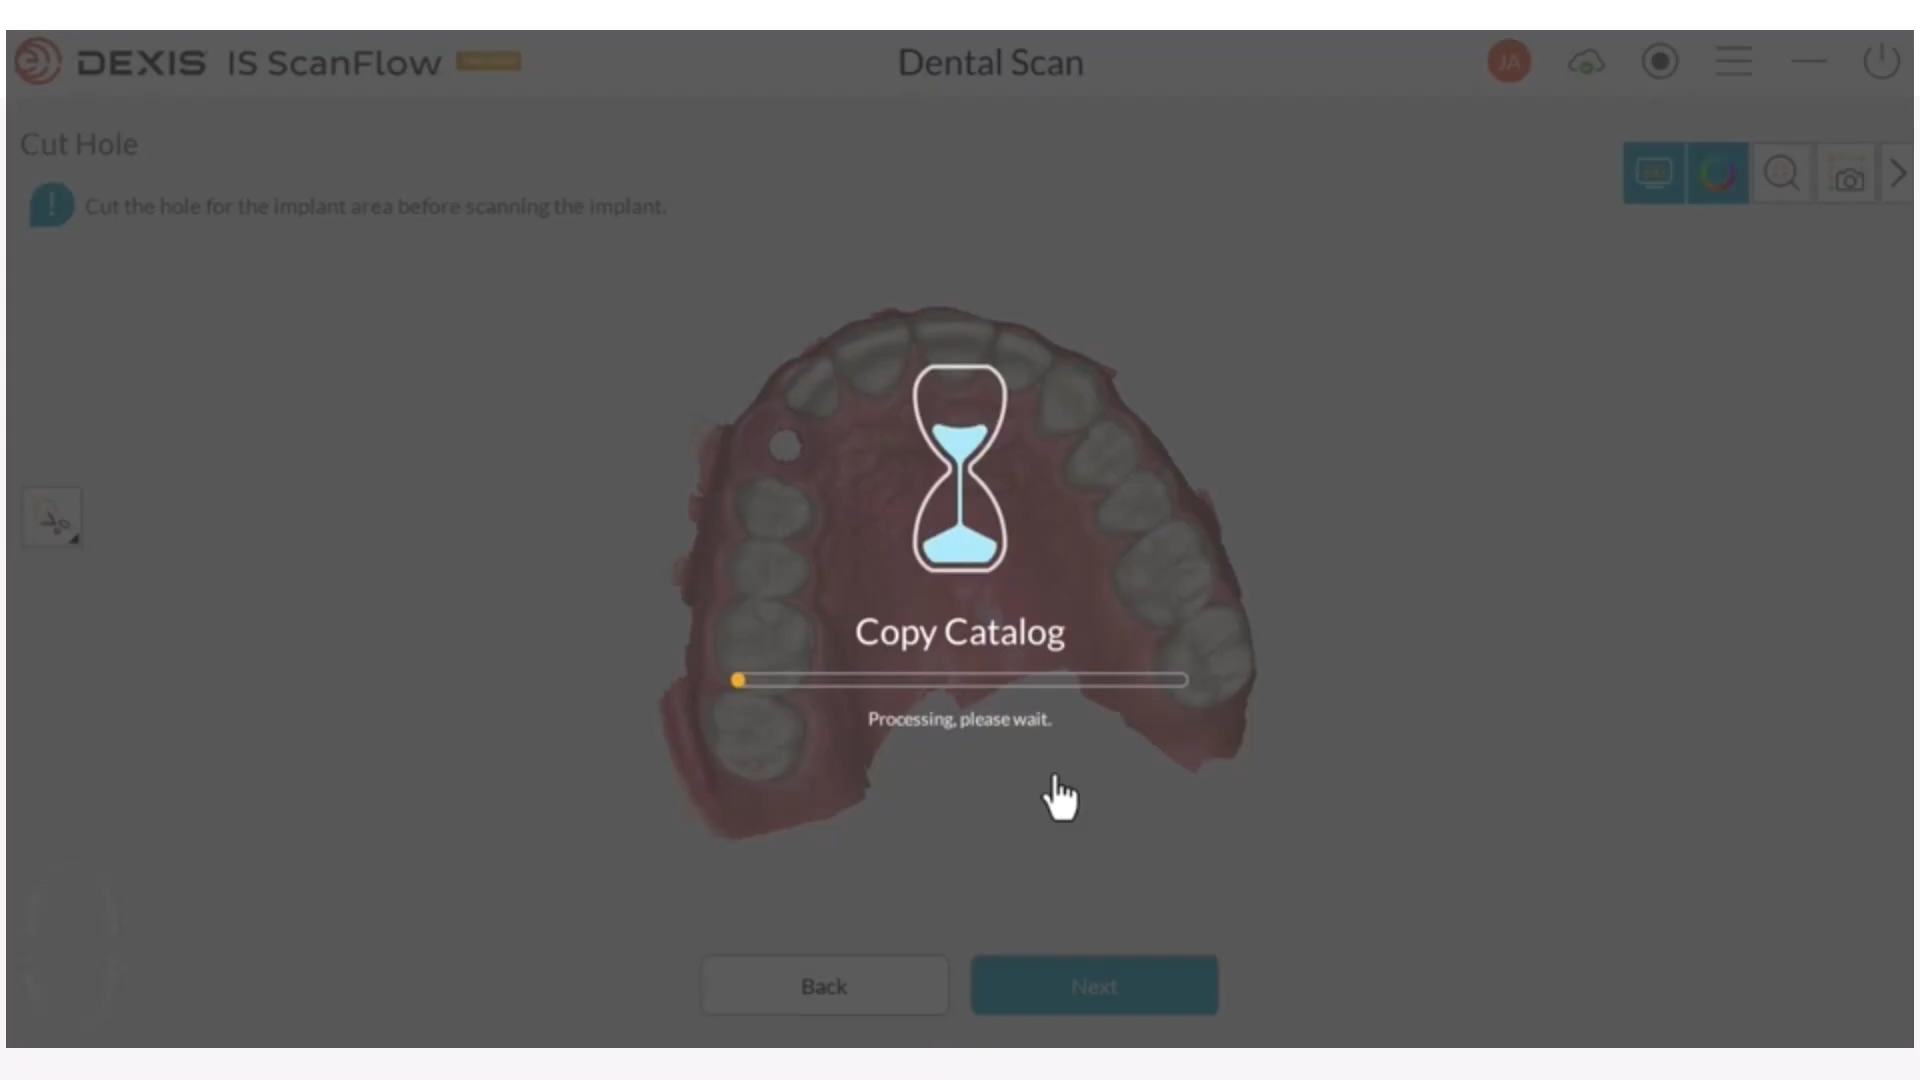 DEXIS IS ScanFlow
Dental Scan
JA
Cut Hole
! Cut the hole for the implant area before scanning the implant.
Copy Catalog
Processing, please wait.
Back
Next